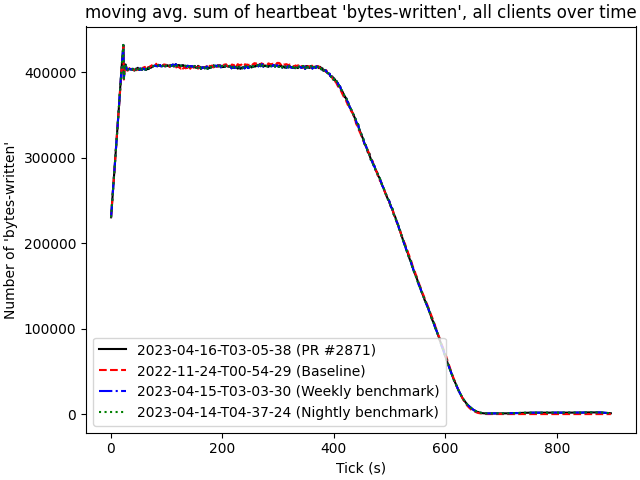 moving avg. sum of heartbeat 'bytes-written', all clients over time
Number of 'bytes-written'
400000
300000
200000
100000
0
2023-04-16-T03-05-38 (PR #2871)
2022-11-24-T00-54-29 (Baseline)
2023-04-15-T03-03-30 (Weekly benchmark)
2023-04-14-T04-37-24 (Nightly benchmark)
0 200 400 600 800
Tick (s)